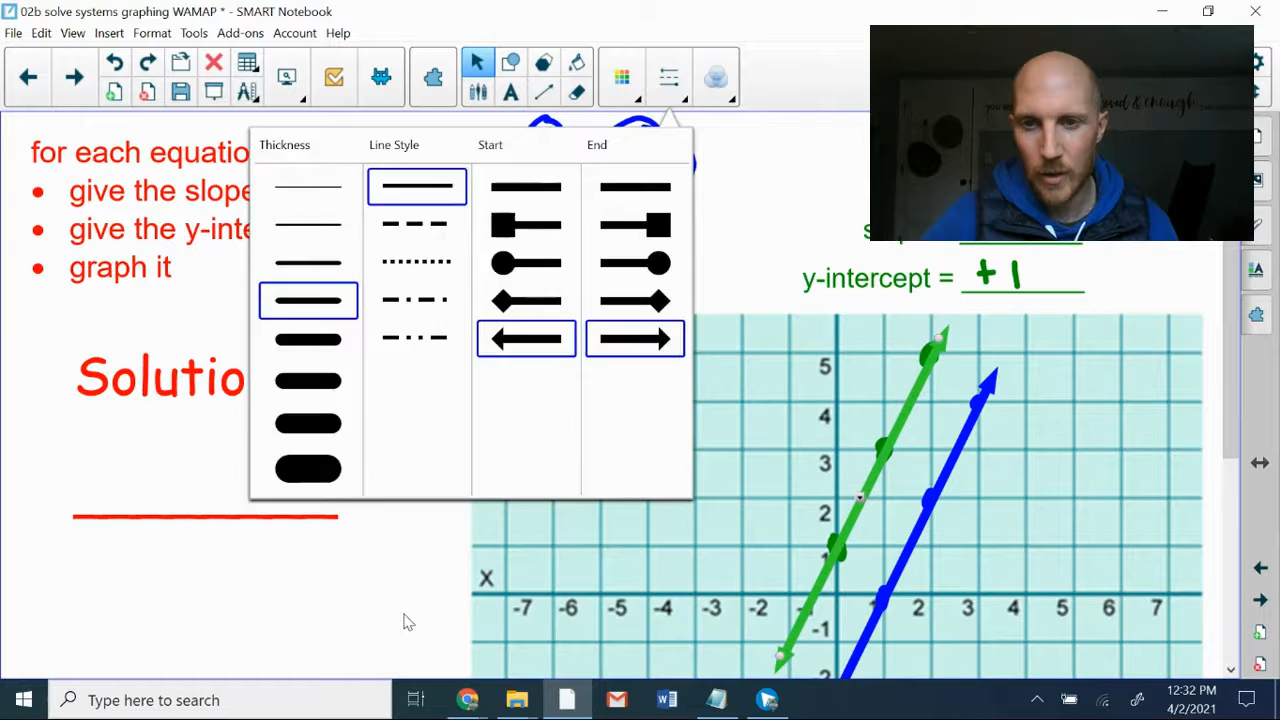 02b solve systems graphing WAMAP * - SMART Notebook
File Edit View Insert Format Tools Add-ons Account Help
for each equatio
Thickness Line Style Start End
• give the slope
• give the y-inte
• graph it
y-intercept = +1
Solutio
5
4
3
2
1
X
-7 -6 -5 -4 -3 -2 1 2 3 4 5 6 7
-1
Type here to search
12:32 PM
4/2/2021